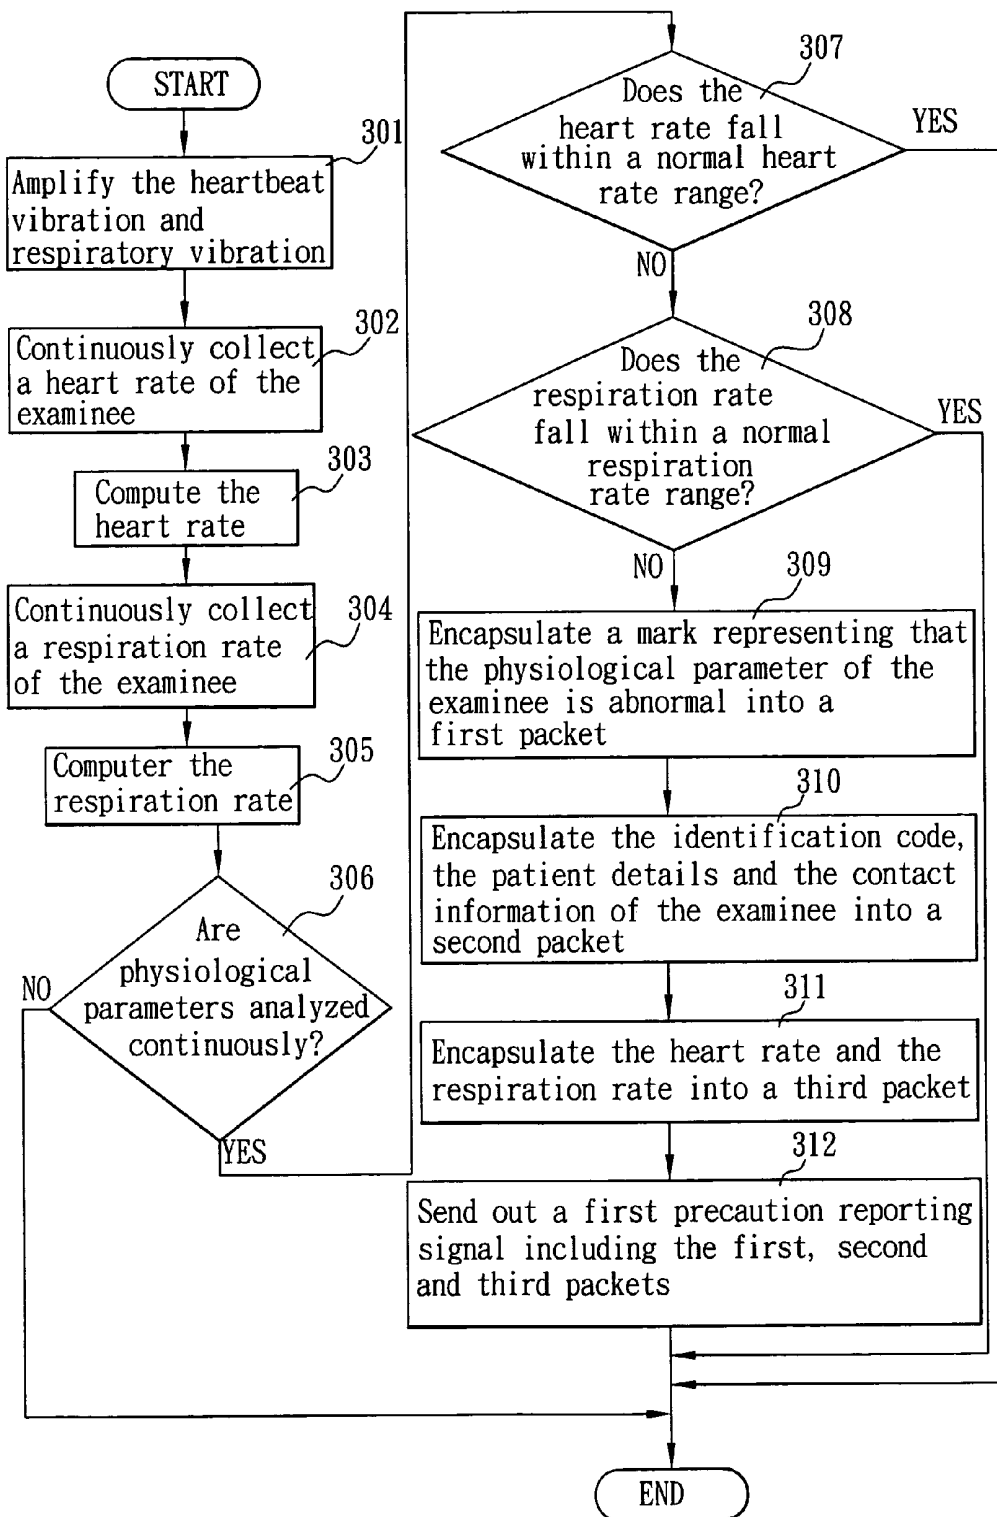 START
301
Amplify the heartbeat
vibration and
respiratory vibration
302
Continuously collect
a heart rate of the
examinee
303
Compute the
heart rate
304
Continuously collect
a respiration rate
of the examinee
305
Computer the
respiration rate
306
Are
physiological
parameters analyzed
continuously?
NO
YES
307
Does the
heart rate fall
within a normal heart
rate range?
YES
NO
308
Does the
respiration rate
fall within a normal
respiration
rate range?
YES
NO
309
Encapsulate a mark representing that
the physiological parameter of the
examinee is abnormal into a
first packet
310
Encapsulate the identification code,
the patient details and the contact
information of the examinee into a
second packet
311
Encapsulate the heart rate and the
respiration rate into a third packet
312
Send out a first precaution reporting
signal including the first, second
and third packets
END